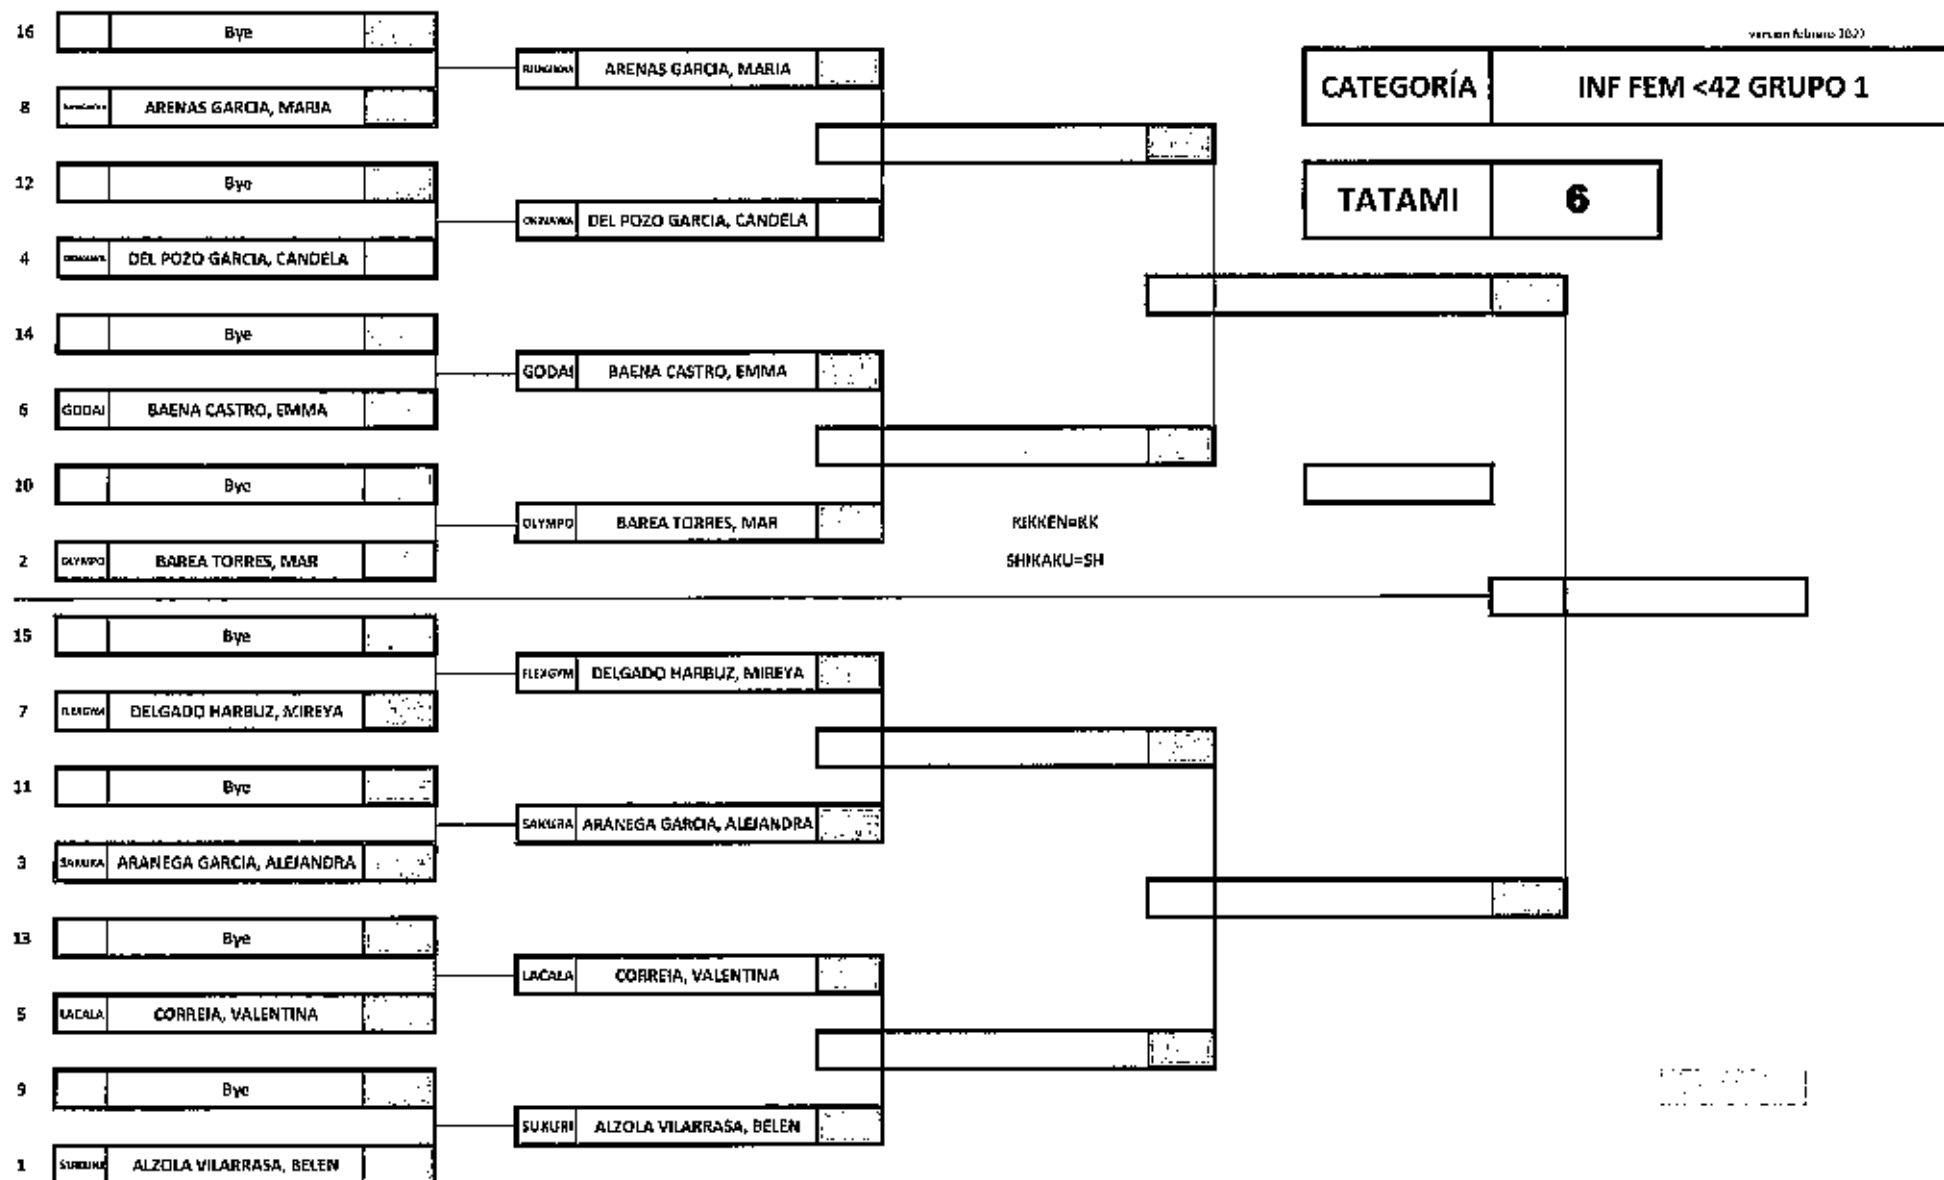 16 Bye
version febrero
ARENAS GARCIA, MARIA
CATEGORÍA INF FEM <42 GRUPO 1
8 ARENAS GARCIA, MARIA
12 Bye
TATAMI 6
OKINAWA DEL POZO GARCIA, CANDELA
4 DEL POZO GARCIA, CANDELA
14 Bye
GODAI BAENA CASTRO, EMMA
6 GODAI BAENA CASTRO, EMMA
10 Bye
OLYMPO BAREA TORRES, MAR
KIKKEN=KK
2 OLYMPO BAREA TORRES, MAR
SHIKAKU=SH
15 Bye
FLEXGYM DELGADO HARBUZ, MIREYA
7 FLEXGYM DELGADO HARBUZ, MIREYA
11 Bye
SAKURA ARANEGA GARCIA, ALEJANDRA
3 SAKURA ARANEGA GARCIA, ALEJANDRA
13 Bye
LACALA CORREIA, VALENTINA
5 LACALA CORREIA, VALENTINA
9 Bye
ALZOLA VILARRASA, BELEN
1 ALZOLA VILARRASA, BELEN